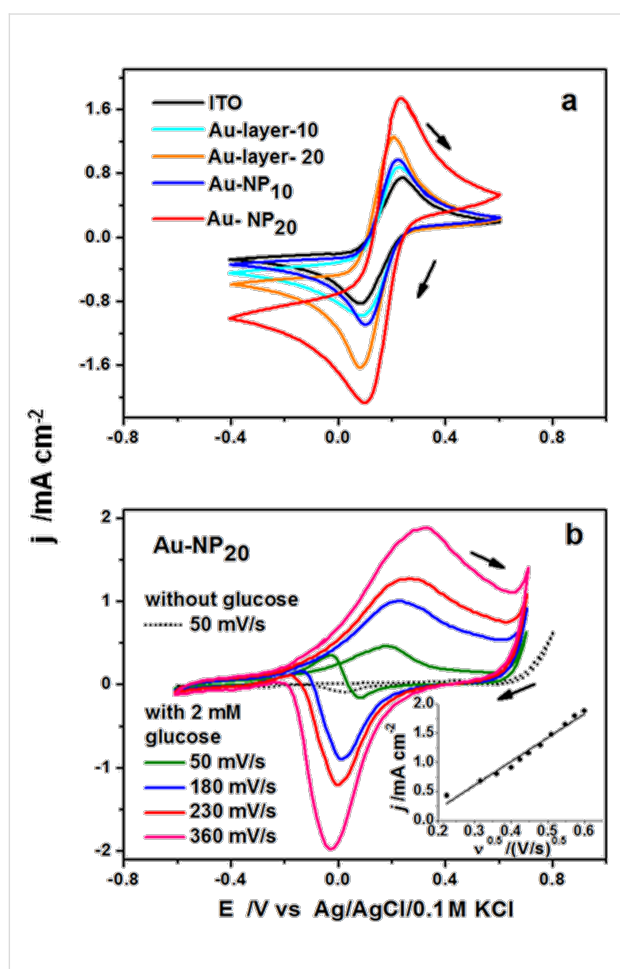 a
ITO
Au-layer-10
Au-layer- 20
Au-NP10
Au- NP20
1.6
0.8
0.0
-0.8
-1.6
-0.8 -0.4 0.0 0.4 0.8
j /mA cm-2
b
Au-NP20
without glucose
50 mV/s
with 2 mM
glucose
50 mV/s
180 mV/s
230 mV/s
360 mV/s
2
1
0
-1
-2
-0.8 -0.4 0.0 0.4 0.8
j /mA cm-2
2.0
1.5
1.0
0.5
0.0
0.2 0.3 0.4 0.5 0.6
ν 0.5 /(V/s)0.5
E /V vs Ag/AgCl/0.1M KCl